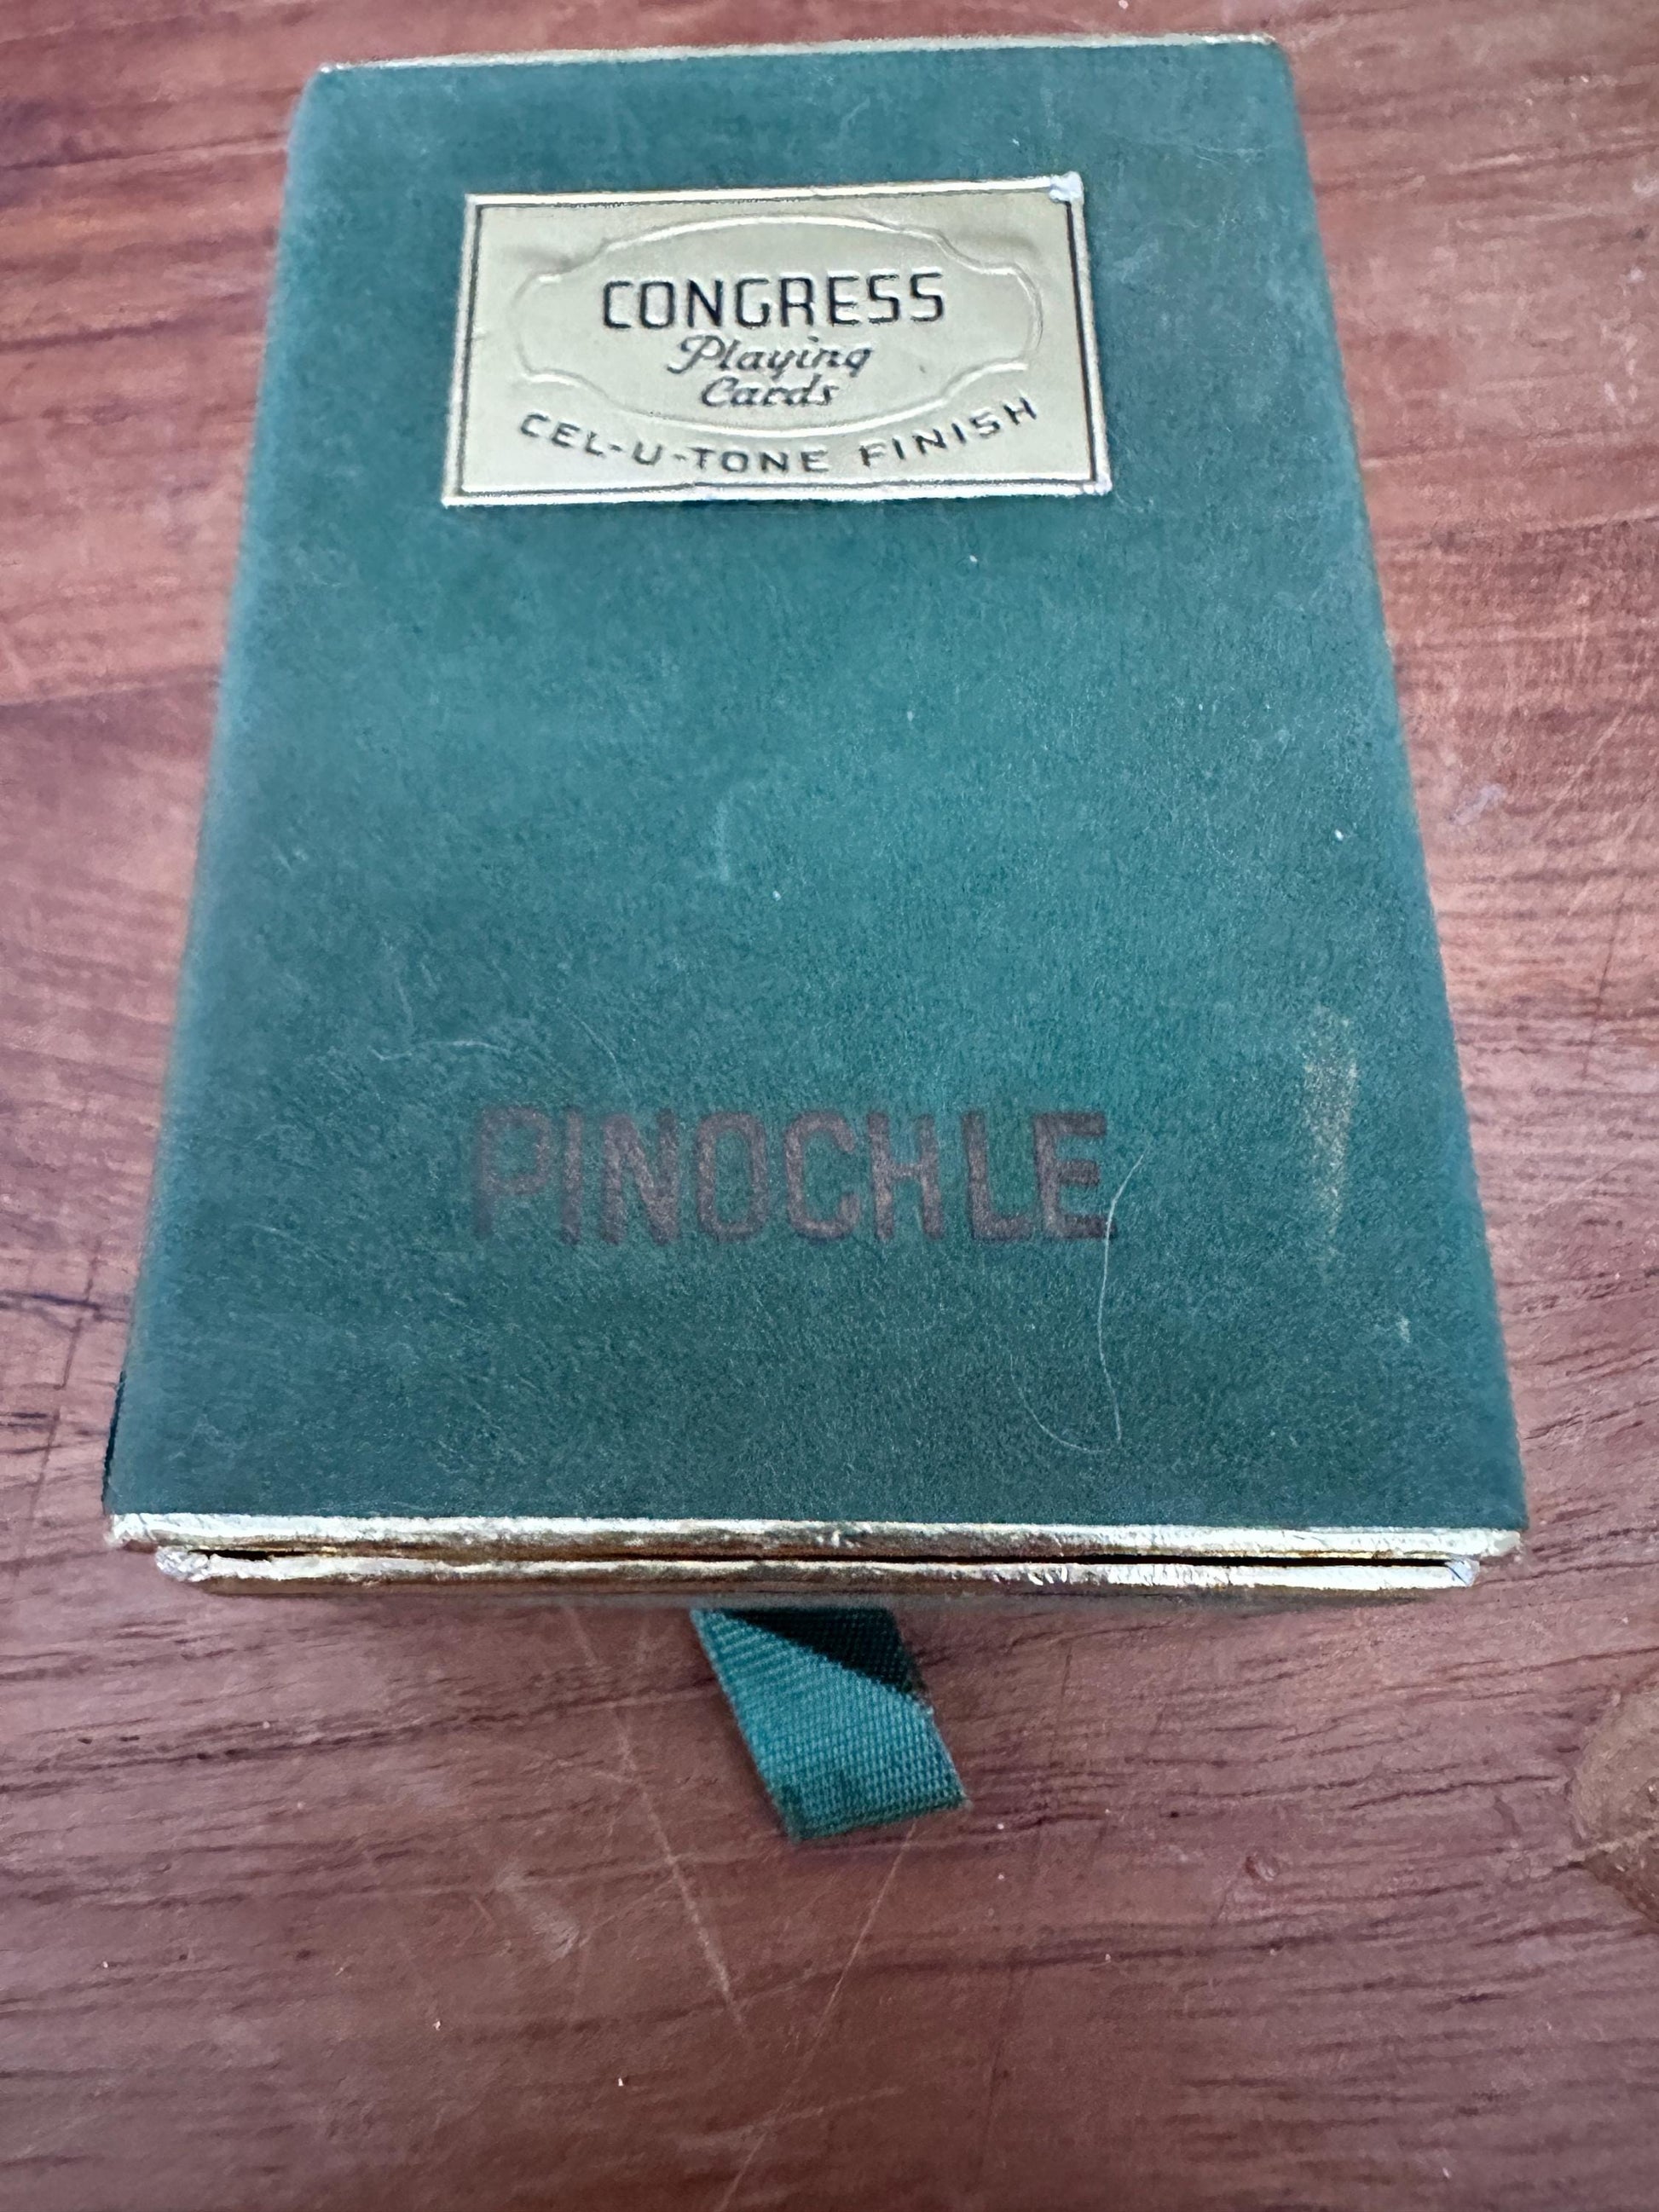 CONGRESS
Playing
Cards
CEL-U-TONE FINISH
PINOCHLE